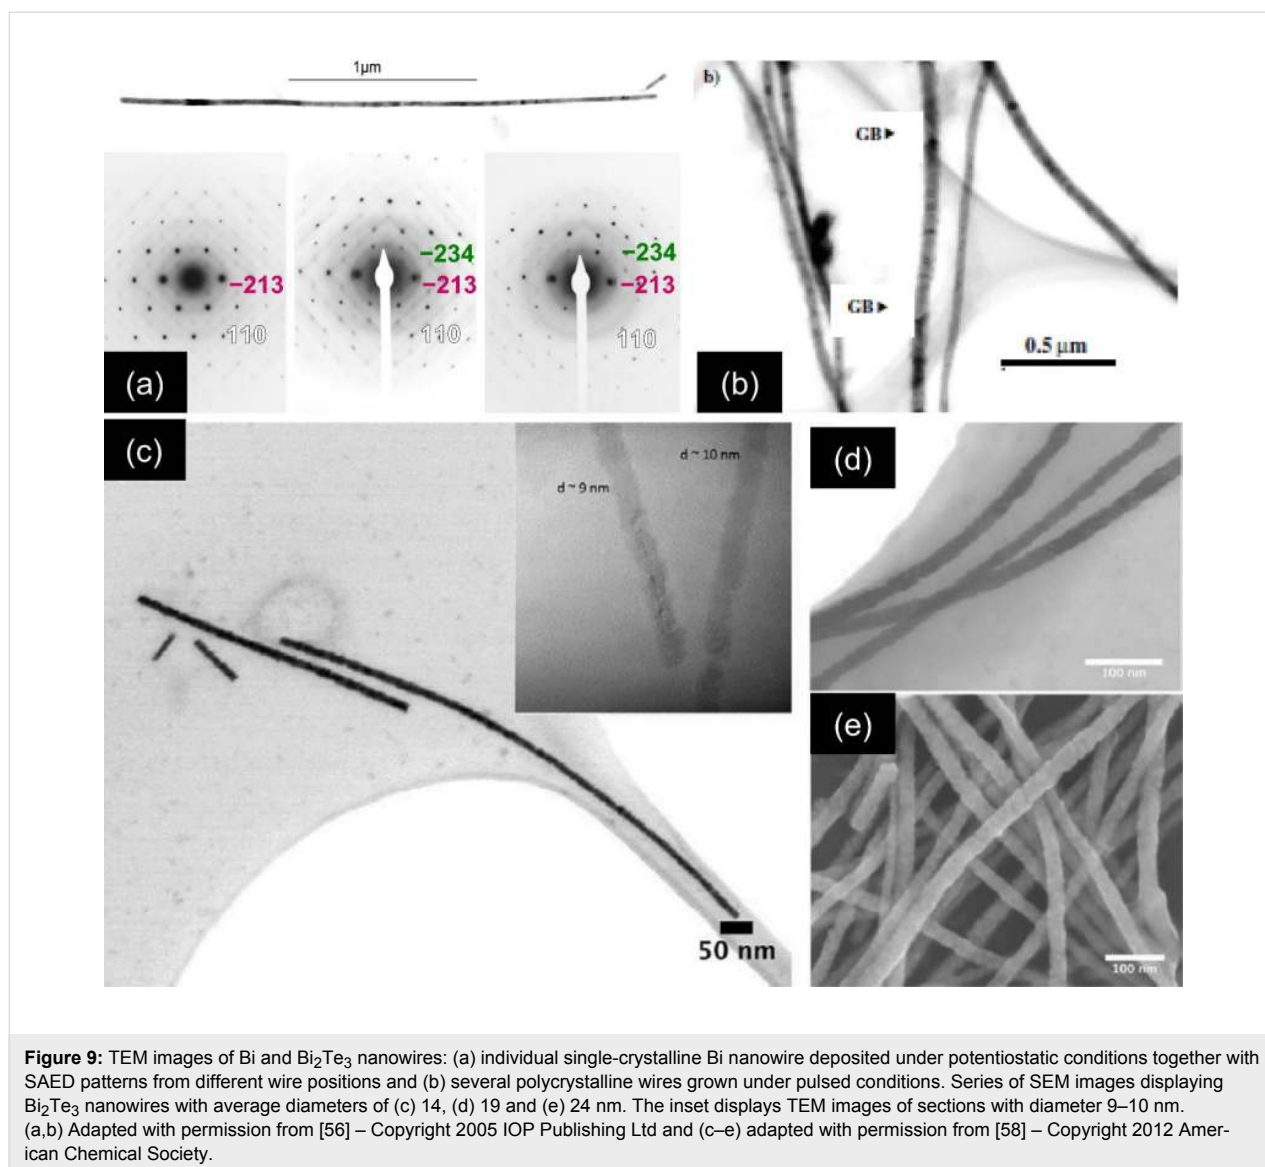 1μm
b)
GB▶
−234
−234
−213
−213
−213
GB▶
110
110
110
0.5 μm
(a)
(b)
(c)
d ~ 10 nm
d ~ 9 nm
(d)
100 nm
(e)
50 nm
100 nm
Figure 9: TEM images of Bi and Bi₂Te₃ nanowires: (a) individual single-crystalline Bi nanowire deposited under potentiostatic conditions together with
SAED patterns from different wire positions and (b) several polycrystalline wires grown under pulsed conditions. Series of SEM images displaying
Bi₂Te₃ nanowires with average diameters of (c) 14, (d) 19 and (e) 24 nm. The inset displays TEM images of sections with diameter 9–10 nm.
(a,b) Adapted with permission from [56] – Copyright 2005 IOP Publishing Ltd and (c–e) adapted with permission from [58] – Copyright 2012 Amer-
ican Chemical Society.